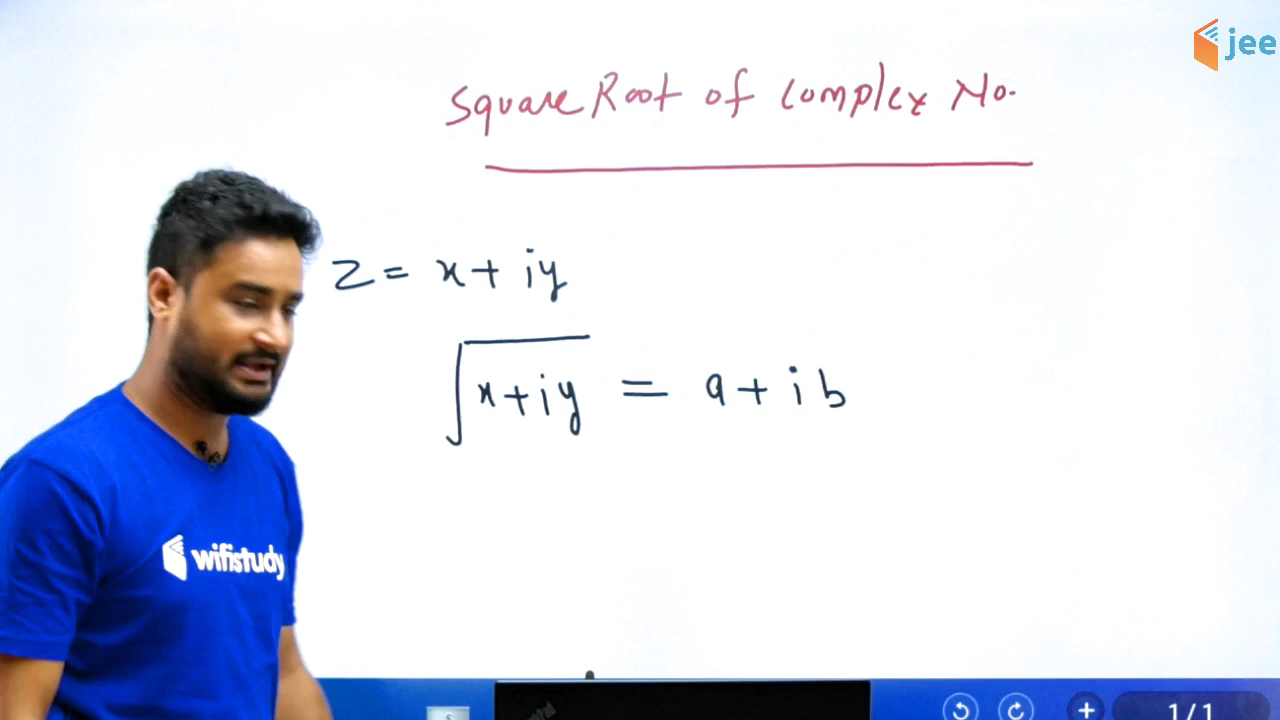 jee
Square Root of Complex No.
z = x + iy
√x+iy = a + ib
wifistudy
1/1